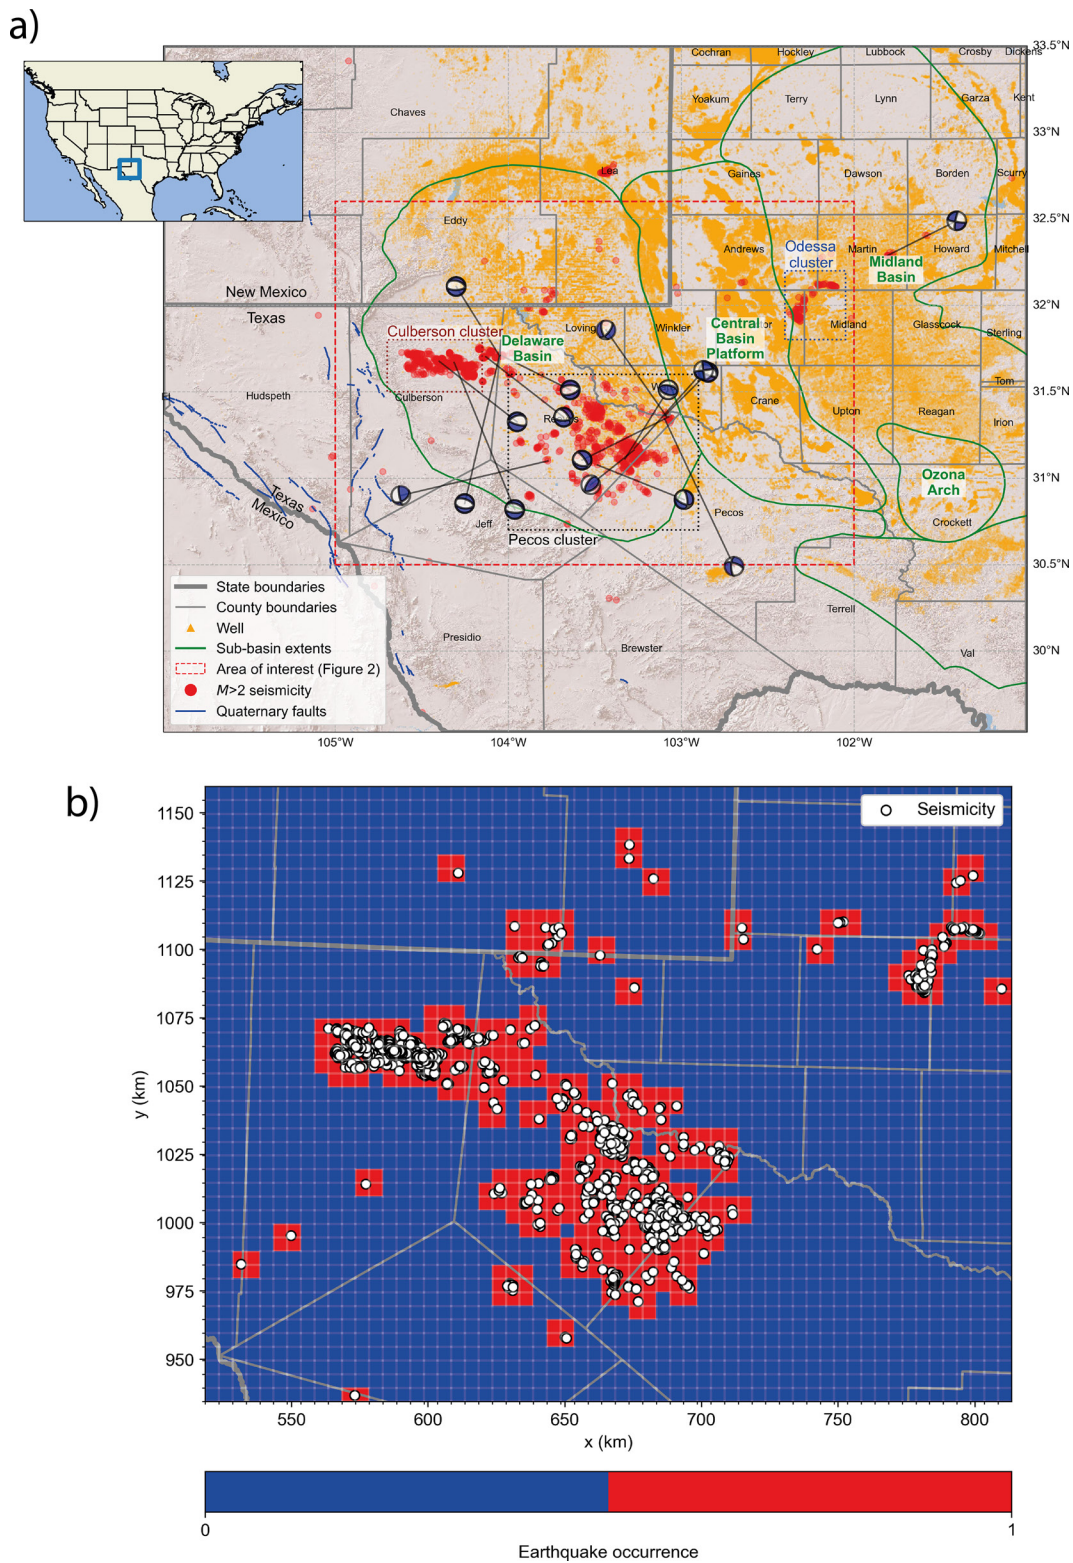 a)
33.5°N
Cochran
Hockley
Lubbock
Crosby
Dickens
Yoakum
Terry
Lynn
Garza
Kent
Chaves
33°N
Lea
Gaines
Dawson
Borden
Scurry
Eddy
32.5°N
Andrews
Odessa
cluster
Martin
Howard
Mitchell
Midland
Basin
New Mexico
Texas
32°N
Culberson cluster
Loving
Winkler
Central
Basin
Platform
Midland
Glasscock
Sterling
Delaware
Basin
31.5°N
Tom
Hudspeth
Culberson
Crane
Upton
Reagan
Irion
31°N
Ozona
Arch
Texas
Mexico
Jeff
Pecos
Crockett
Pecos cluster
30.5°N
State boundaries
County boundaries
Well
Sub-basin extents
Area of interest (Figure 2)
M>2 seismicity
Quaternary faults
Terrell
Presidio
Brewster
Val
30°N
105°W
104°W
103°W
102°W
b)
Seismicity
1150
1125
1100
1075
1050
1025
1000
975
950
y (km)
550
600
650
700
750
800
x (km)
0
1
Earthquake occurrence